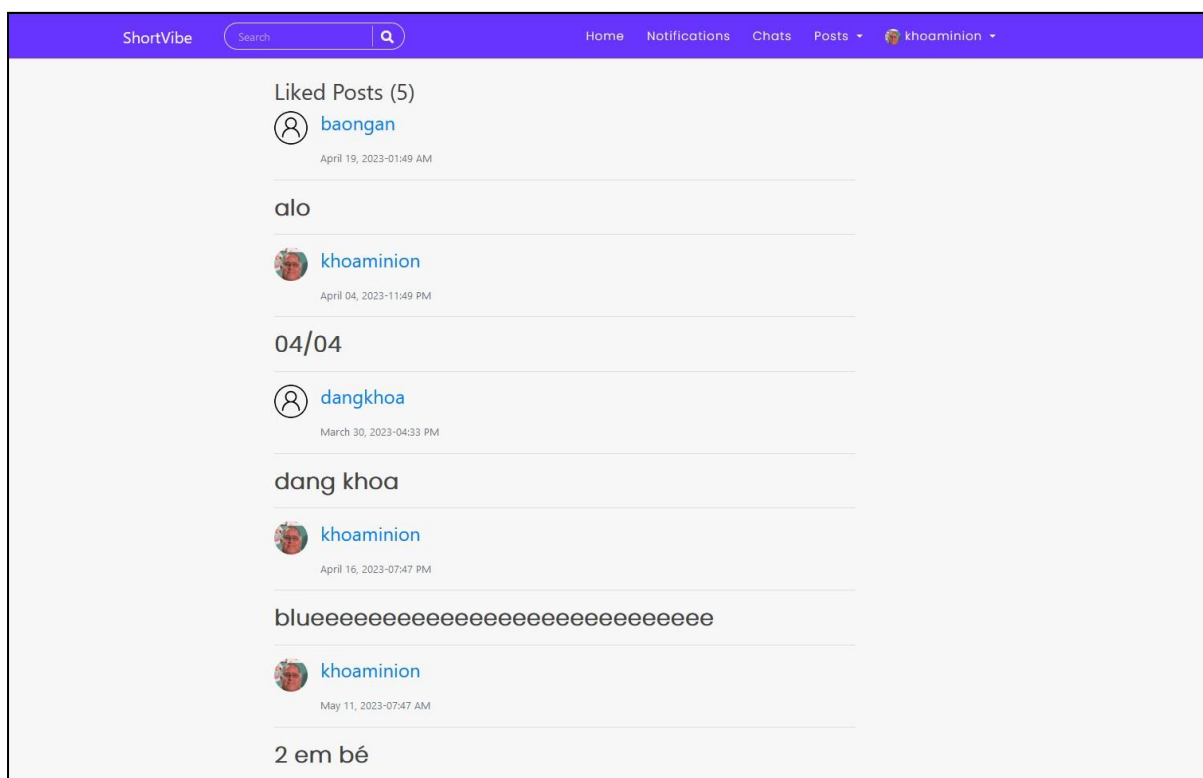 ShortVibe Search Home Notifications Chats Posts khoaminion
Liked Posts (5)
baongan
April 19, 2023-01:49 AM
alo
khoaminion
April 04, 2023-11:49 PM
04/04
dangkhoa
March 30, 2023-04:33 PM
dang khoa
khoaminion
April 16, 2023-07:47 PM
blueeeeeeeeeeeeeeeeeeeeeeeeeeeee
khoaminion
May 11, 2023-07:47 AM
2 em bé